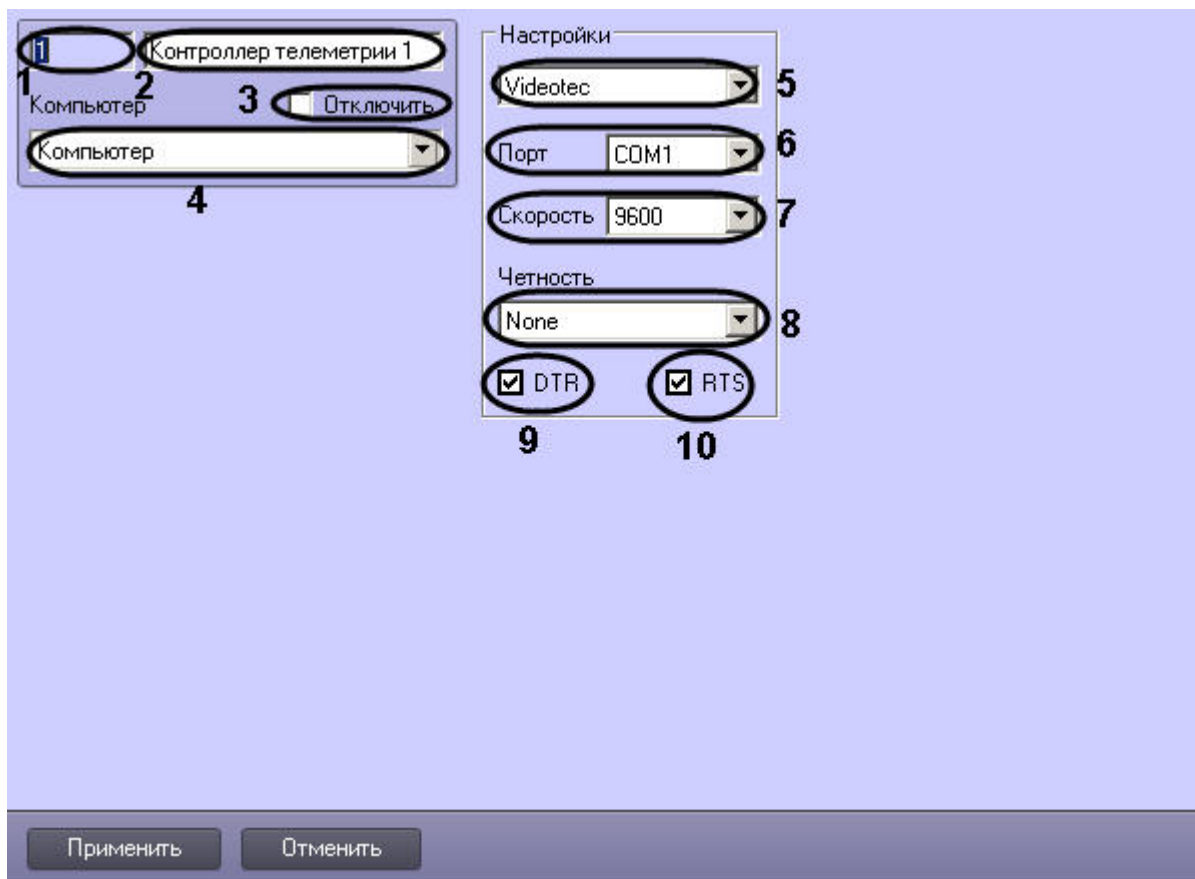 1
Контроллер телеметрии 1
1
2
Компьютер
3
Отключить
Компьютер
4
Настройки
Videotec
5
Порт
COM1
6
Скорость
9600
7
Четность
None
8
DTR
RTS
9
10
Применить
Отменить